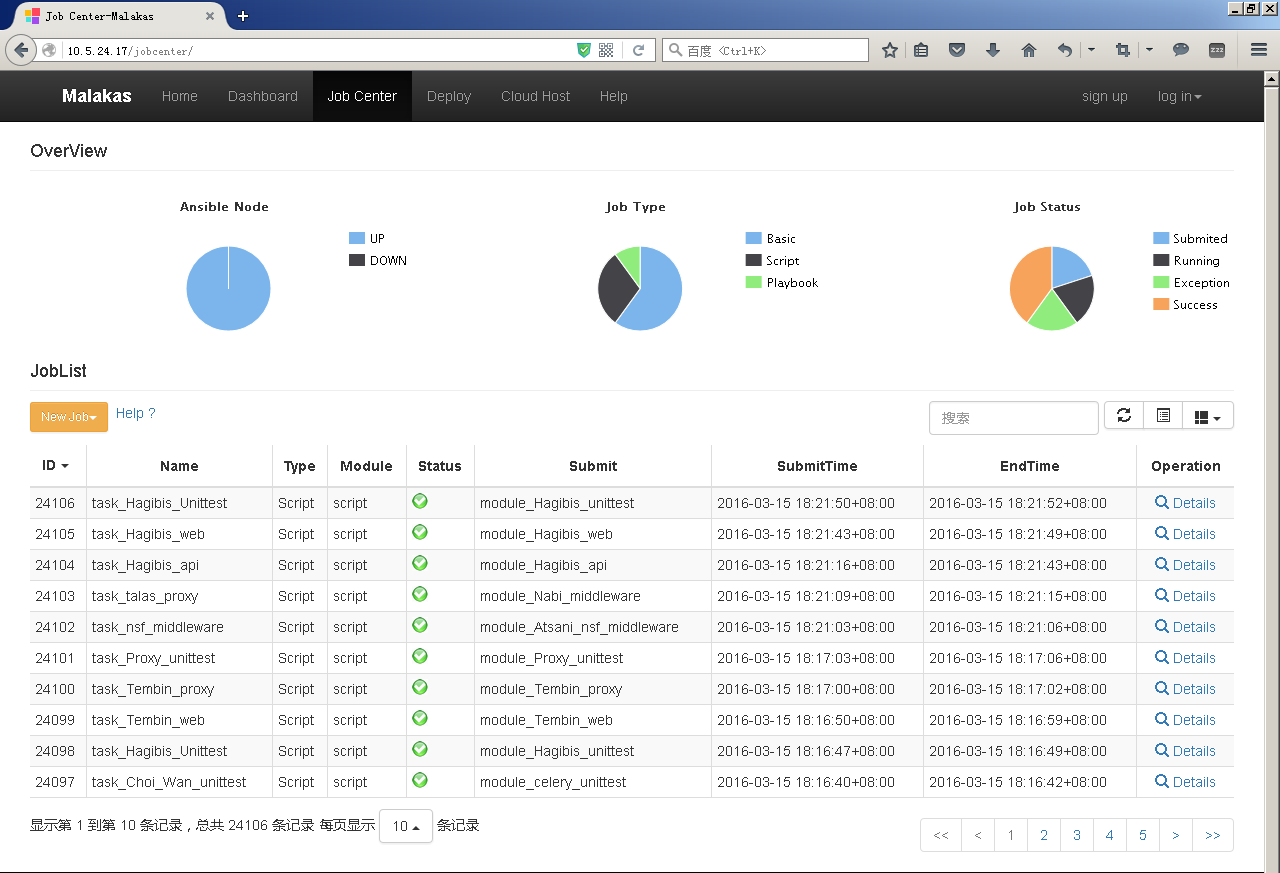 Job Center-Malakas
10.5.24.17/jobcenter/
百度 <Ctrl+K>
zzz
Malakas Home Dashboard Job Center Deploy Cloud Host Help sign up log in
OverView
Ansible Node
UP
DOWN
Job Type
Basic
Script
Playbook
Job Status
Submited
Running
Exception
Success
JobList
New Job Help ? 搜索
ID Name Type Module Status Submit SubmitTime EndTime Operation
24106 task_Hagibis_Unittest Script script module_Hagibis_unittest 2016-03-15 18:21:50+08:00 2016-03-15 18:21:52+08:00 Details
24105 task_Hagibis_web Script script module_Hagibis_web 2016-03-15 18:21:43+08:00 2016-03-15 18:21:49+08:00 Details
24104 task_Hagibis_api Script script module_Hagibis_api 2016-03-15 18:21:16+08:00 2016-03-15 18:21:43+08:00 Details
24103 task_talas_proxy Script script module_Nabi_middleware 2016-03-15 18:21:09+08:00 2016-03-15 18:21:15+08:00 Details
24102 task_nsf_middleware Script script module_Atsani_nsf_middleware 2016-03-15 18:21:03+08:00 2016-03-15 18:21:06+08:00 Details
24101 task_Proxy_unittest Script script module_Proxy_unittest 2016-03-15 18:17:03+08:00 2016-03-15 18:17:06+08:00 Details
24100 task_Tembin_proxy Script script module_Tembin_proxy 2016-03-15 18:17:00+08:00 2016-03-15 18:17:02+08:00 Details
24099 task_Tembin_web Script script module_Tembin_web 2016-03-15 18:16:50+08:00 2016-03-15 18:16:59+08:00 Details
24098 task_Hagibis_Unittest Script script module_Hagibis_unittest 2016-03-15 18:16:47+08:00 2016-03-15 18:16:49+08:00 Details
24097 task_Choi_Wan_unittest Script script module_celery_unittest 2016-03-15 18:16:40+08:00 2016-03-15 18:16:42+08:00 Details
显示第 1 到第 10 条记录，总共 24106 条记录 每页显示 10 条记录
<< < 1 2 3 4 5 > >>